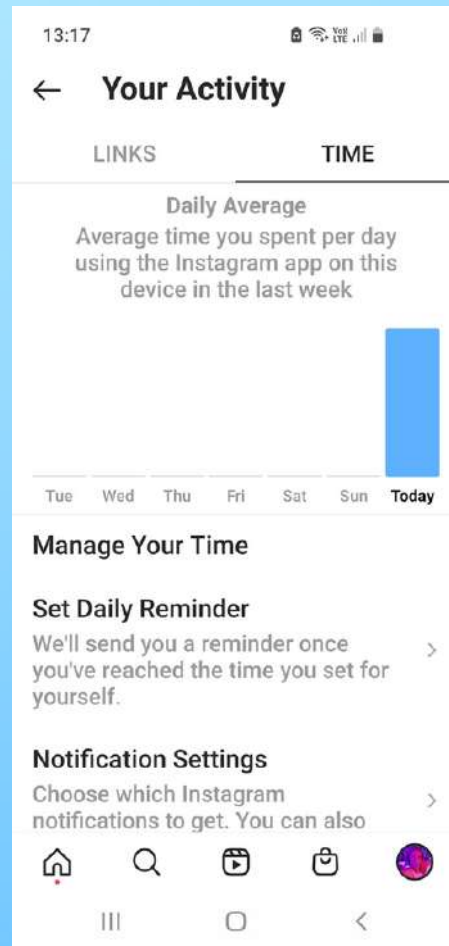 13:17
Your Activity
LINKS
TIME
Daily Average
Average time you spent per day
using the Instagram app on this
device in the last week
Tue Wed Thu Fri Sat Sun Today
Manage Your Time
Set Daily Reminder
We'll send you a reminder once
you've reached the time you set for
yourself.
Notification Settings
Choose which Instagram
notifications to get. You can also